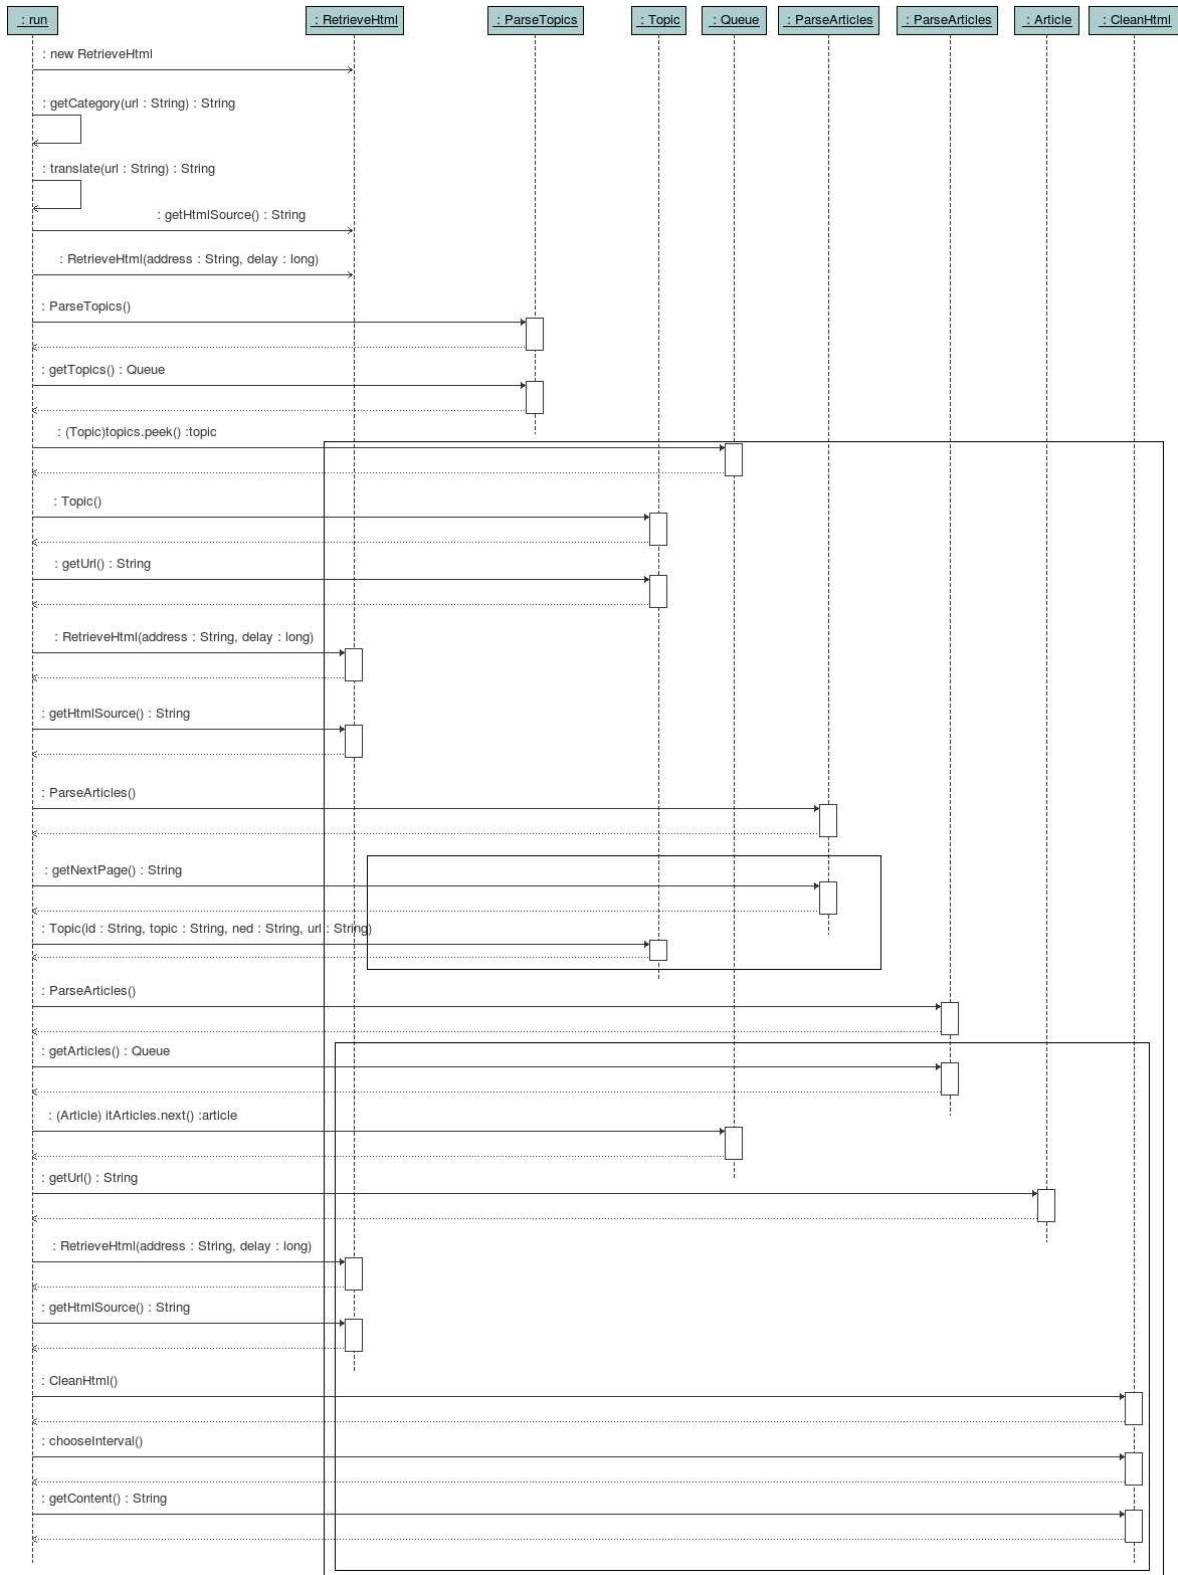 : run
: RetrieveHtml
: ParseTopics
: Topic
: Queue
: ParseArticles
: ParseArticles
: Article
: CleanHtml
: new RetrieveHtml
: getCategory(url : String) : String
: translate(url : String) : String
: getHtmlSource() : String
: RetrieveHtml(address : String, delay : long)
: ParseTopics()
: getTopics() : Queue
: (Topic)topics.peek() :topic
: Topic()
: getUrl() : String
: RetrieveHtml(address : String, delay : long)
: getHtmlSource() : String
: ParseArticles()
: getNextPage() : String
: Topic(id : String, topic : String, ned : String, url : String)
: ParseArticles()
: getArticles() : Queue
: (Article) itArticles.next() :article
: getUrl() : String
: RetrieveHtml(address : String, delay : long)
: getHtmlSource() : String
: CleanHtml()
: chooseInterval()
: getContent() : String